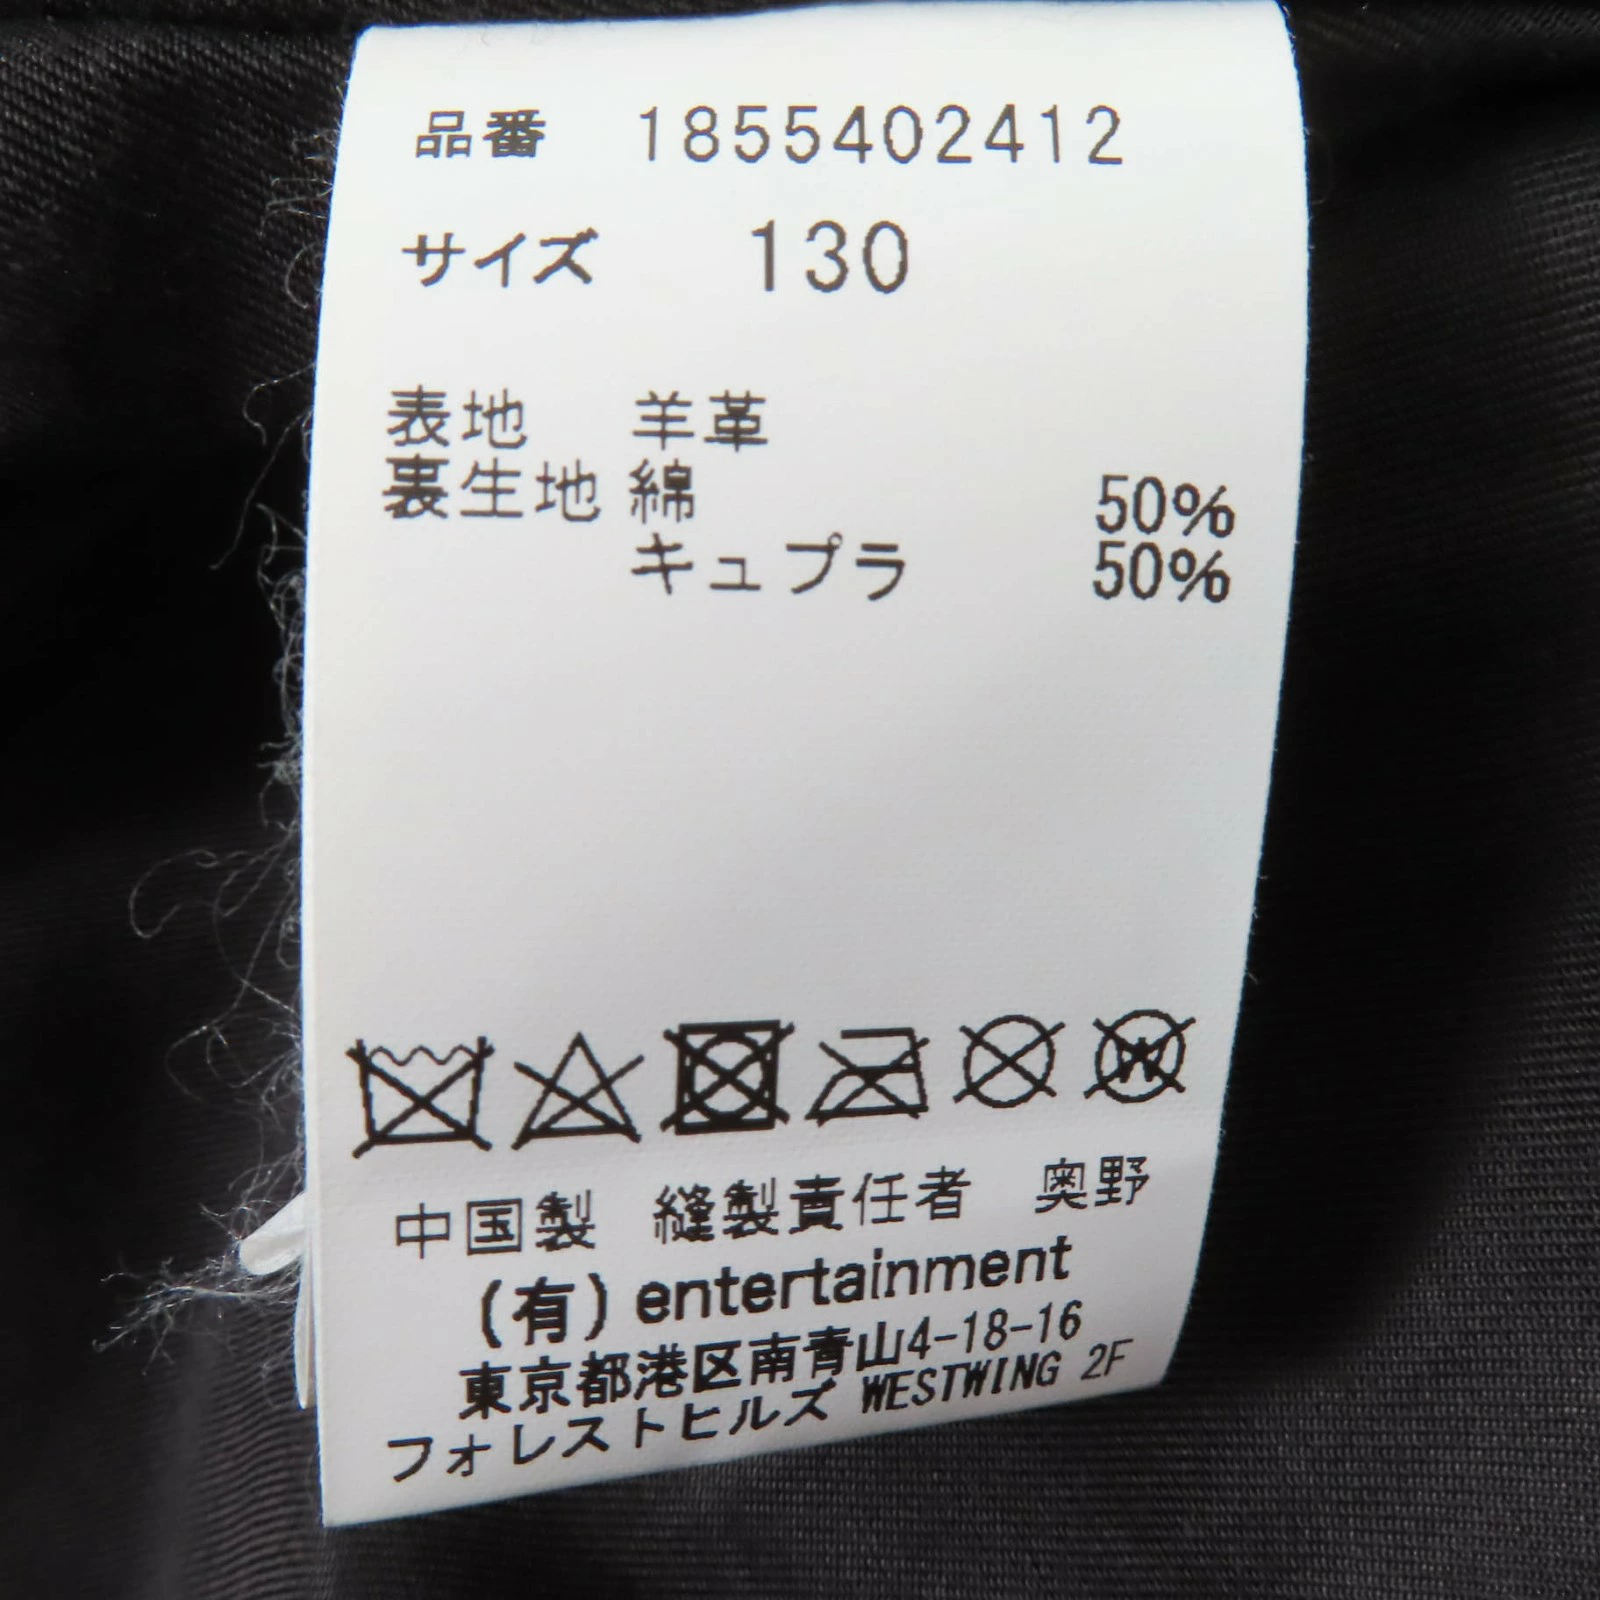 品番 1855402412
サイズ 130
表地 羊革
裏生地 綿 50%
キュプラ 50%
W
中国製 縫製責任者 奥野
(有) entertainment
東京都港区南青山4-18-16
フォレストヒルズ WESTWING 2F